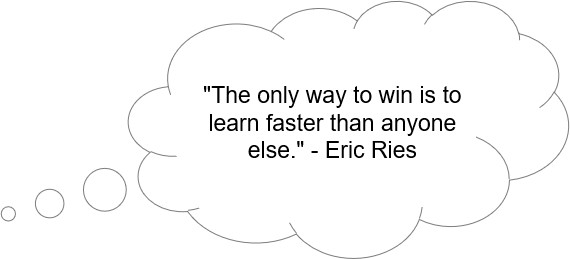 "The only way to win is to
learn faster than anyone
else." - Eric Ries